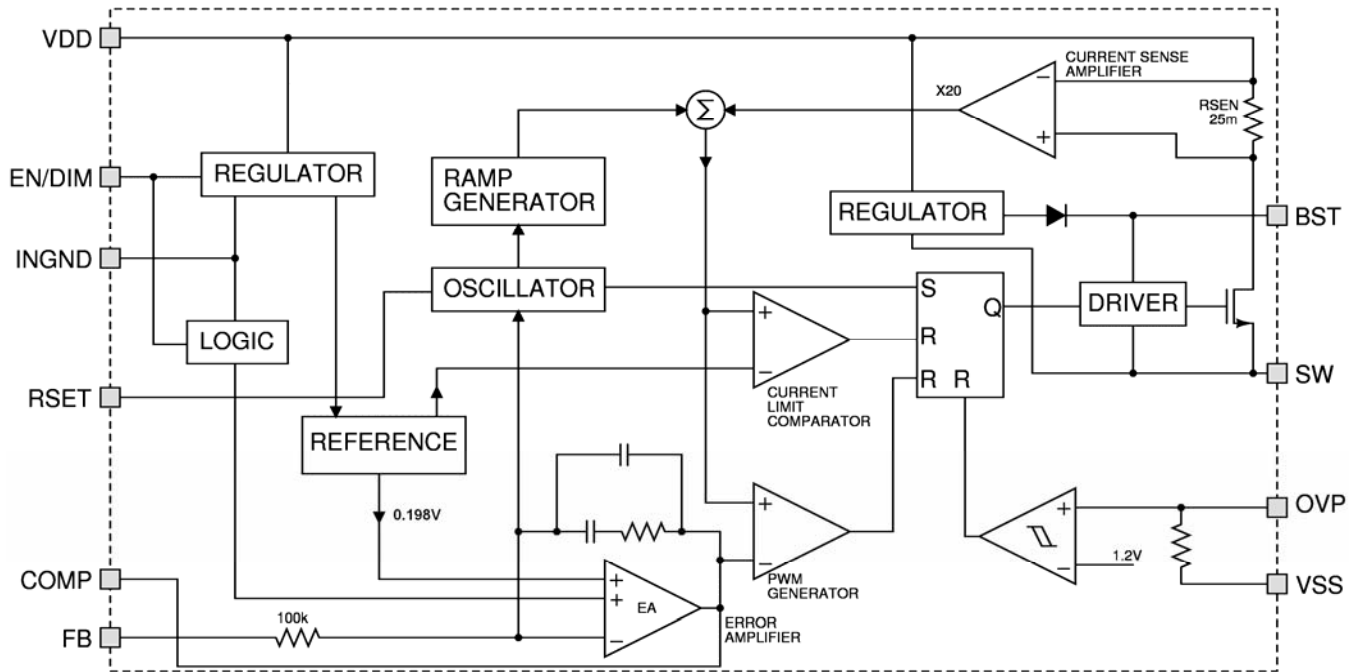 VDD
CURRENT SENSE
AMPLIFIER
X20
−
+
RSEN
25m
Σ
EN/DIM
REGULATOR
RAMP
GENERATOR
REGULATOR
BST
INGND
OSCILLATOR
S
Q
R
R R
DRIVER
LOGIC
+
−
CURRENT
LIMIT
COMPARATOR
RSET
SW
REFERENCE
0.198V
+
−
PWM
GENERATOR
+
−
1.2V
OVP
COMP
+
+
−
EA
ERROR
AMPLIFIER
VSS
FB
100k